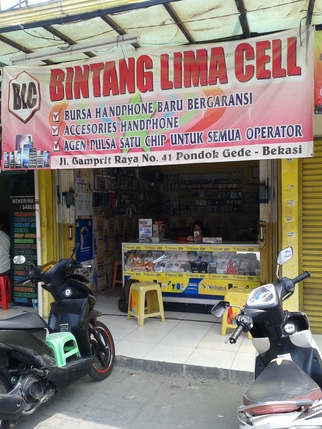 BLC
BINTANG LIMA CELL
BURSA HANDPHONE BARU BERGARANSI
ACCESORIES HANDPHONE
AGEN PULSA SATU CHIP UNTUK SEMUA OPERATOR
Jl. Gamprit Raya No. 41 Pondok Gede - Bekasi